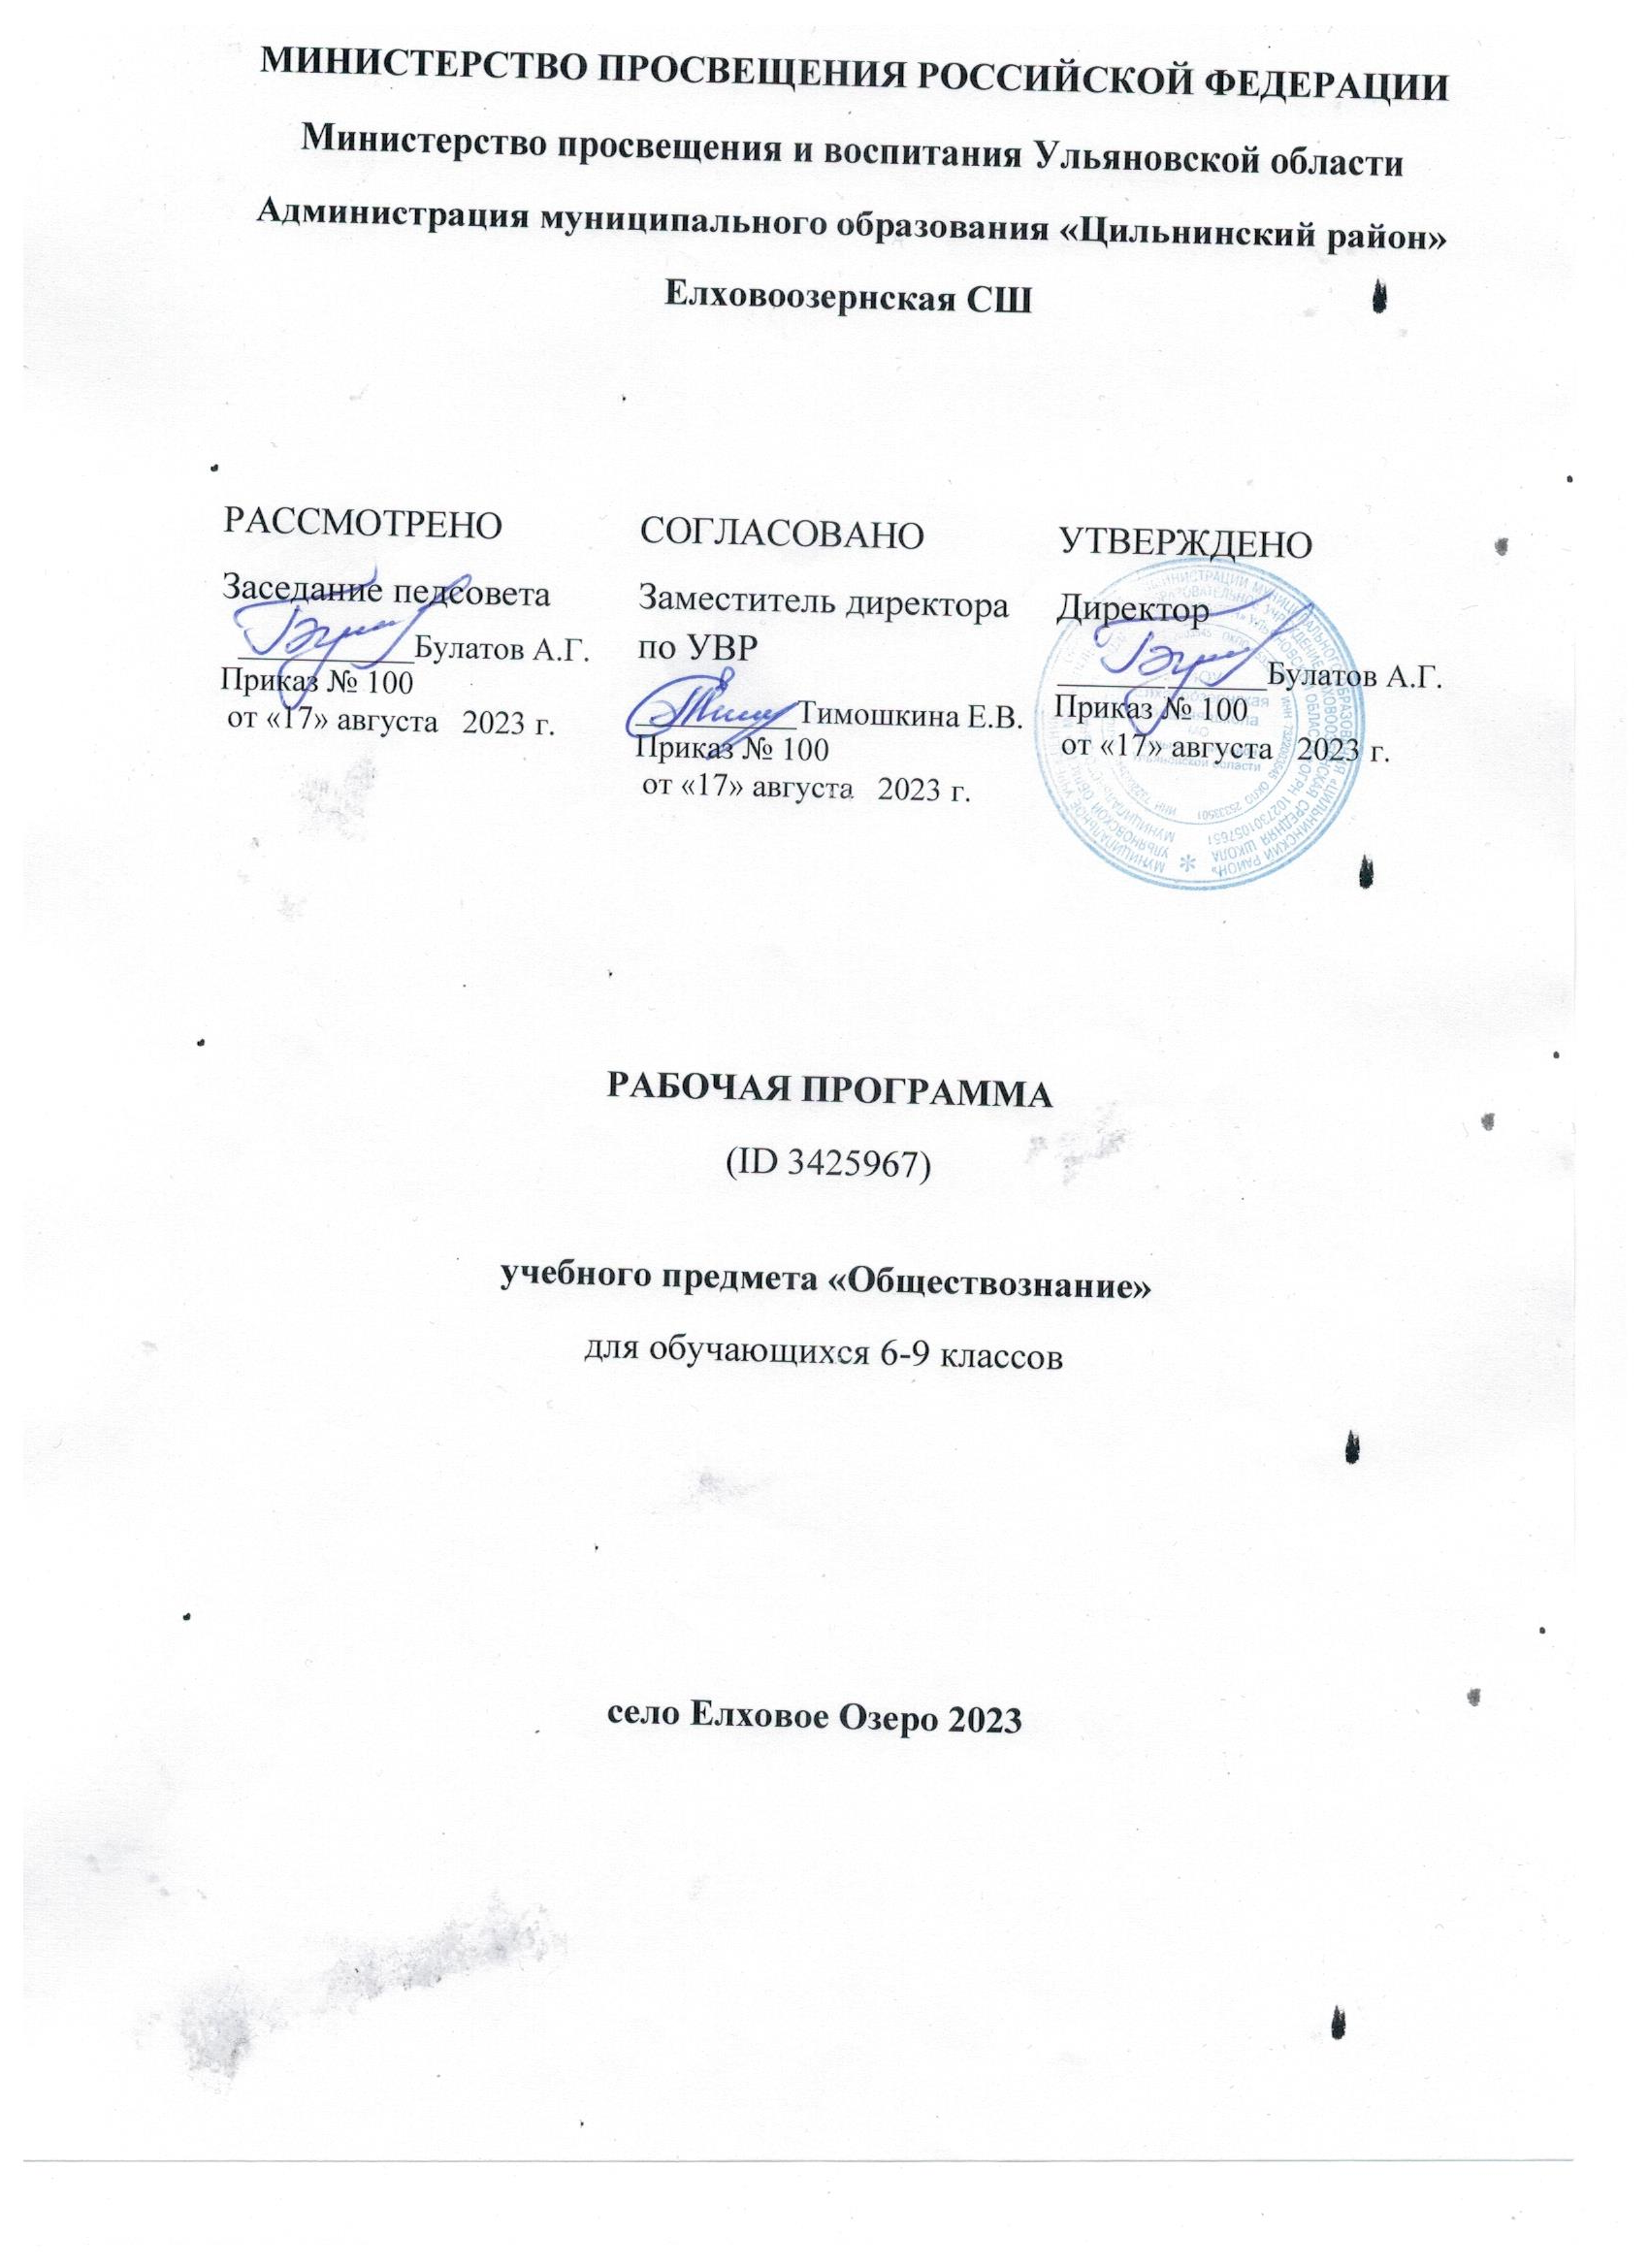 МИНИСТЕРСТВО ПРОСВЕЩЕНИЯ РОССИЙСКОЙ ФЕДЕРАЦИИ
Министерство просвещения и воспитания Ульяновской области
Администрация муниципального образования «Цильнинский район»
Елховоозернская СШ
РАССМОТРЕНО
Заседание педсовета
____________Булатов А.Г.
Приказ № 100
от «17» августа 2023 г.
СОГЛАСОВАНО
Заместитель директора
по УВР
___________Тимошкина Е.В.
Приказ № 100
от «17» августа 2023 г.
УТВЕРЖДЕНО
Директор
______________Булатов А.Г.
Приказ № 100
от «17» августа 2023 г.
РАБОЧАЯ ПРОГРАММА
(ID 3425967)
учебного предмета «Обществознание»
для обучающихся 6-9 классов
село Елховое Озеро 2023